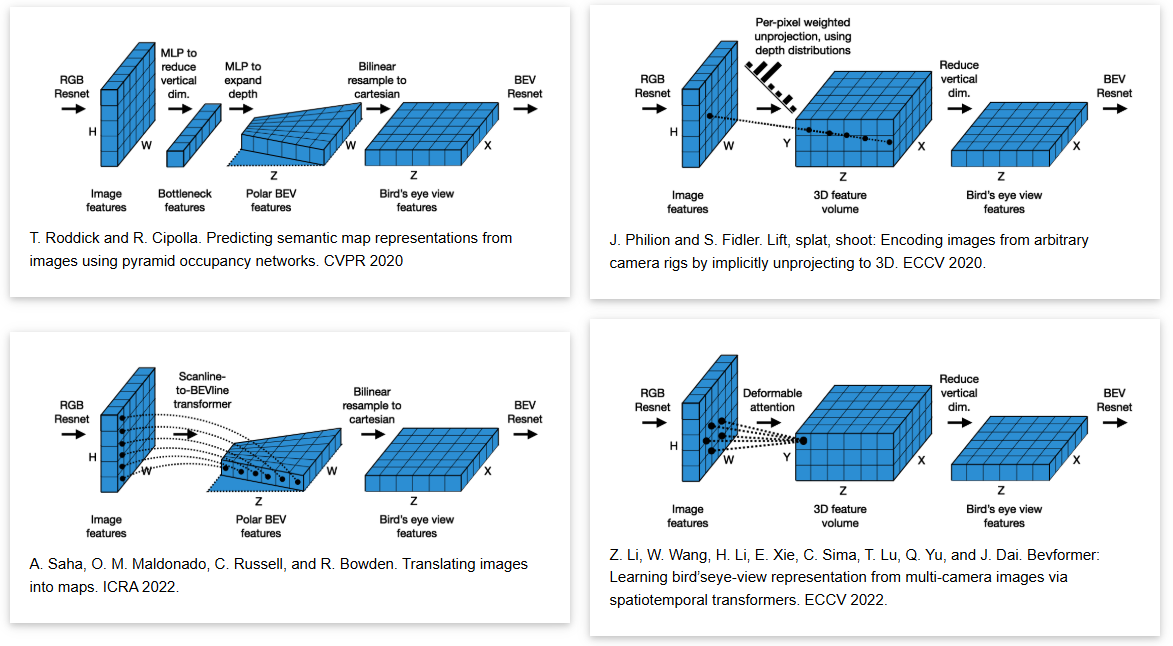 RGB
Resnet
MLP to
reduce
vertical
dim.
MLP to
expand
depth
Bilinear
resample to
cartesian
BEV
Resnet
H
W
Z
W
Z
X
Image
features
Bottleneck
features
Polar BEV
features
Bird's eye view
features
T. Roddick and R. Cipolla. Predicting semantic map representations from
images using pyramid occupancy networks. CVPR 2020
Per-pixel weighted
unprojection, using
depth distributions
RGB
Resnet
Reduce
vertical
dim.
BEV
Resnet
H
W
Y
Z
X
Z
X
Image
features
3D feature
volume
Bird's eye view
features
J. Philion and S. Fidler. Lift, splat, shoot: Encoding images from arbitrary
camera rigs by implicitly unprojecting to 3D. ECCV 2020.
RGB
Resnet
Scanline-
to-BEVline
transformer
Bilinear
resample to
cartesian
BEV
Resnet
H
W
Z
W
Z
X
Image
features
Polar BEV
features
Bird's eye view
features
A. Saha, O. M. Maldonado, C. Russell, and R. Bowden. Translating images
into maps. ICRA 2022.
RGB
Resnet
Deformable
attention
Reduce
vertical
dim.
BEV
Resnet
H
W
Y
Z
X
Z
X
Image
features
3D feature
volume
Bird's eye view
features
Z. Li, W. Wang, H. Li, E. Xie, C. Sima, T. Lu, Q. Yu, and J. Dai. Bevformer:
Learning bird'seye-view representation from multi-camera images via
spatiotemporal transformers. ECCV 2022.